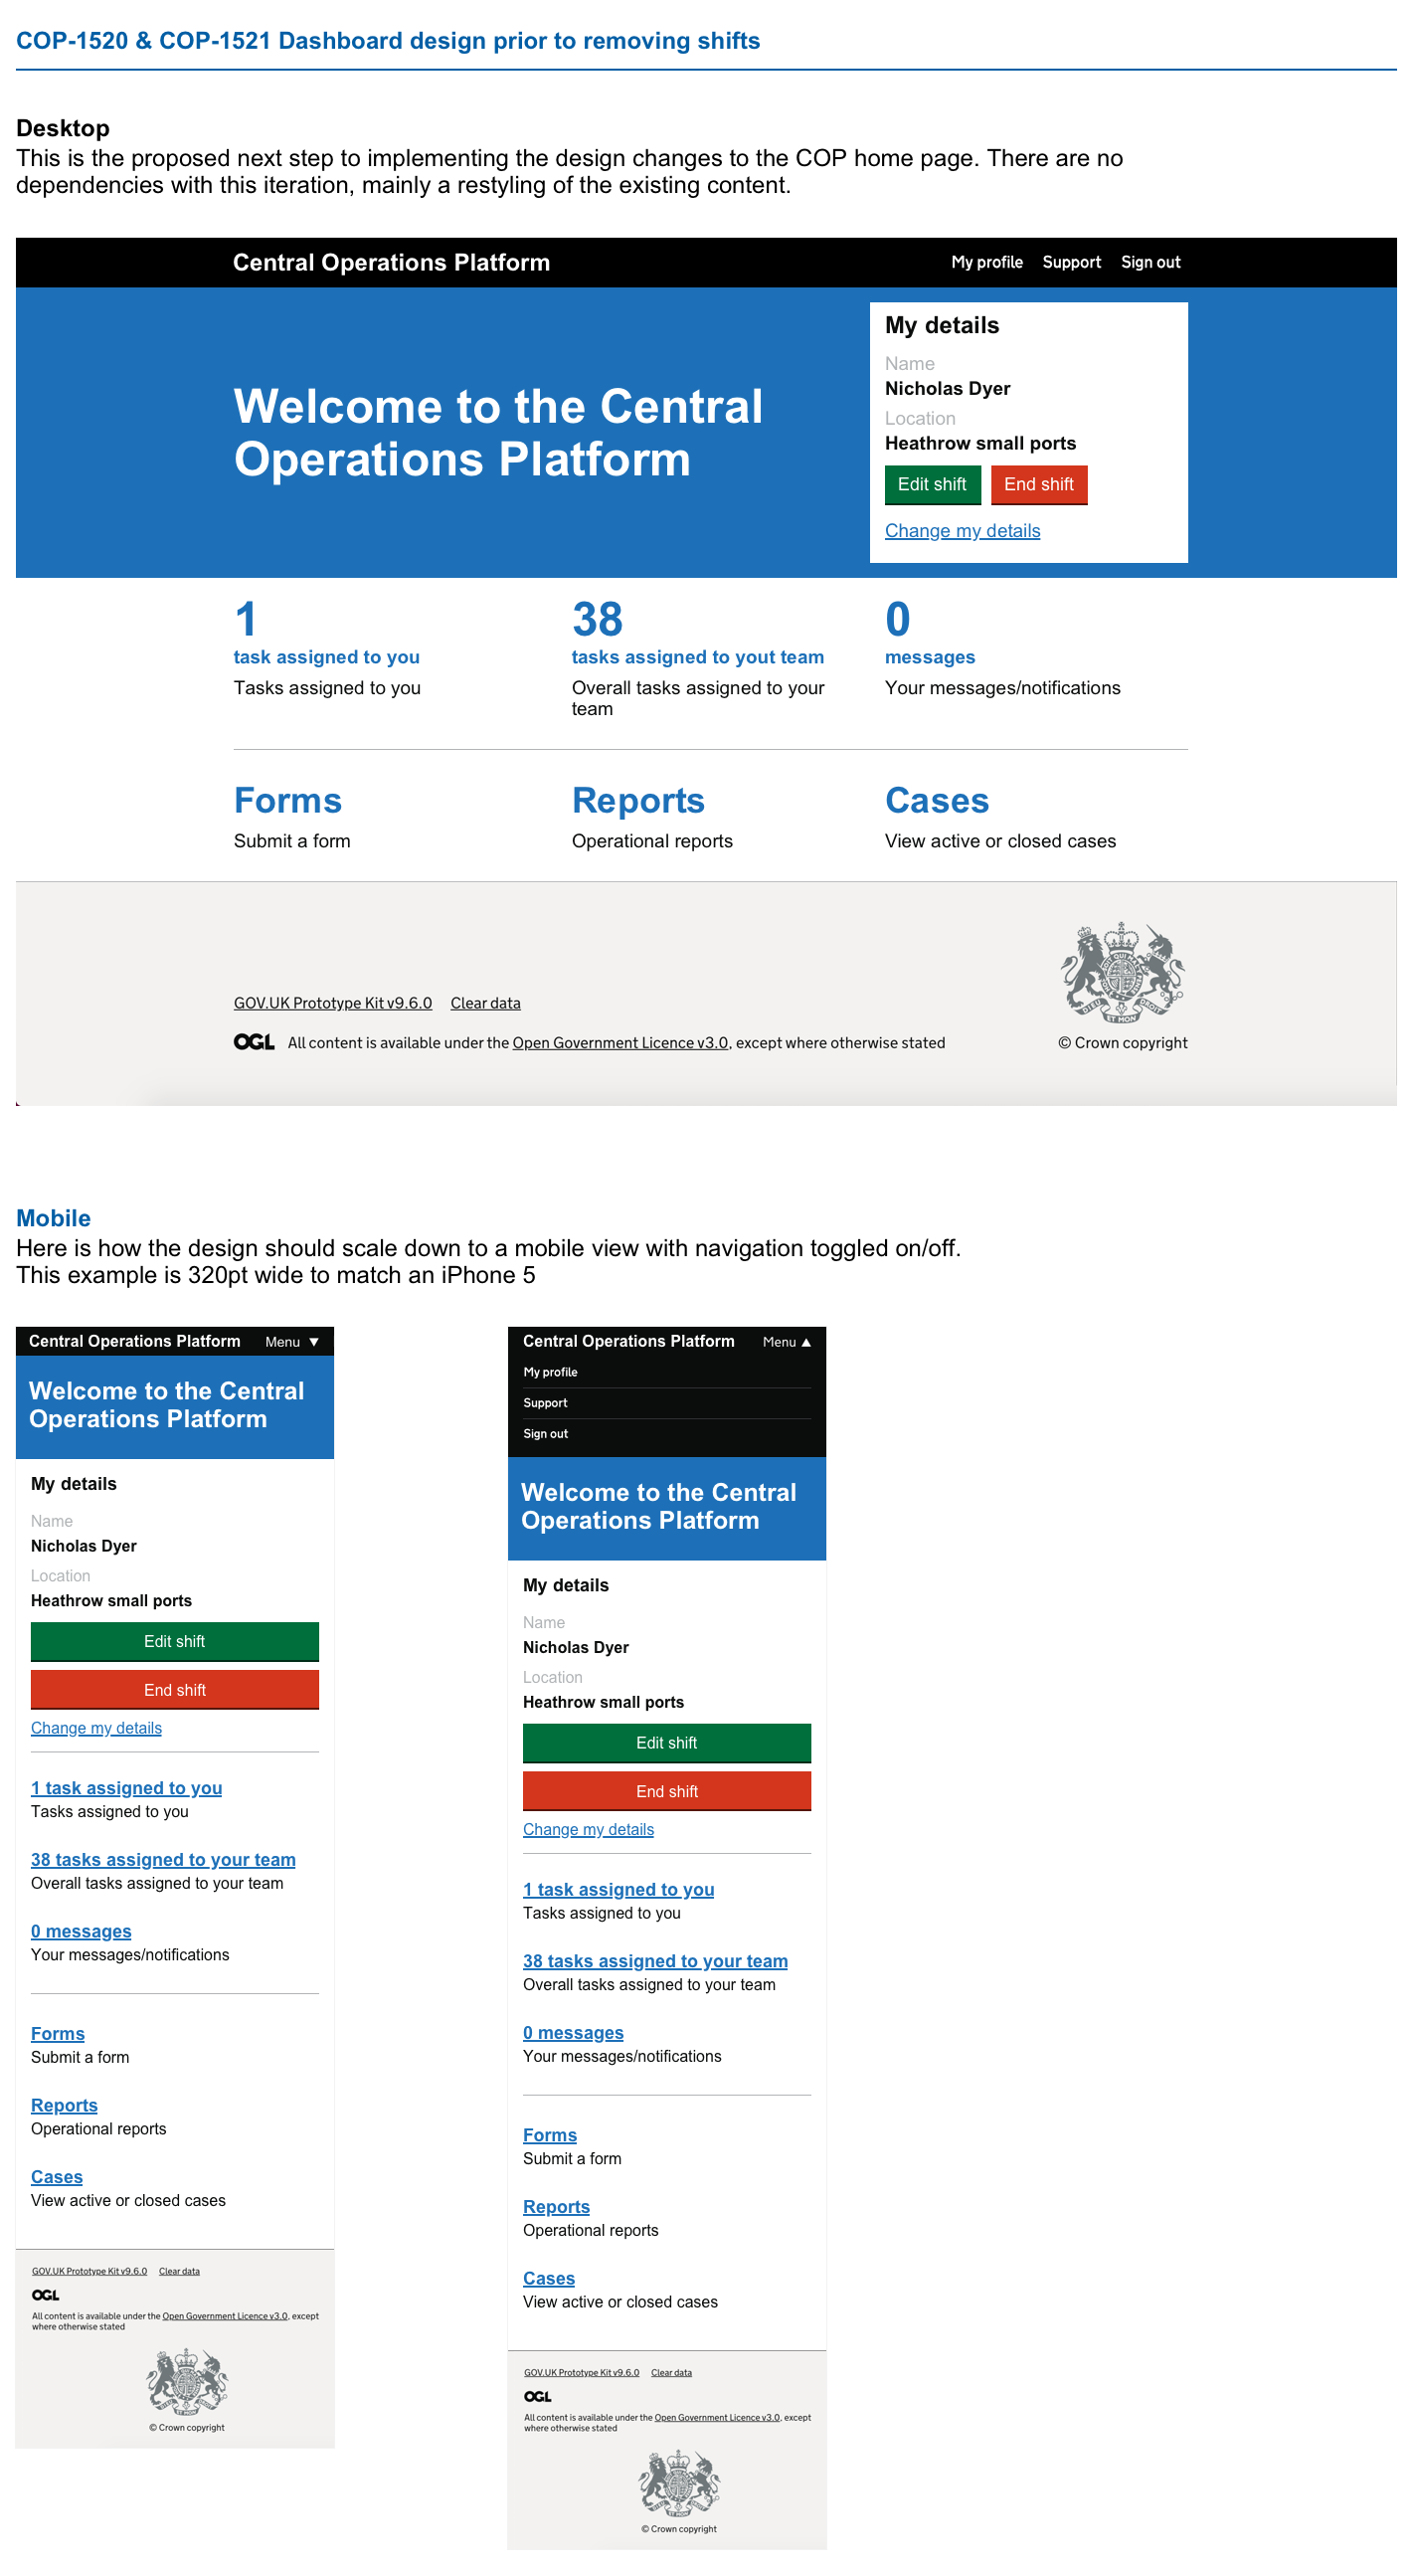 COP-1520 & COP-1521 Dashboard design prior to removing shifts
Desktop
This is the proposed next step to implementing the design changes to the COP home page. There are no
dependencies with this iteration, mainly a restyling of the existing content.
Central Operations Platform
My profile Support Sign out
Welcome to the Central
Operations Platform
My details
Name
Nicholas Dyer
Location
Heathrow small ports
Edit shift End shift
Change my details
1
task assigned to you
Tasks assigned to you
38
tasks assigned to yout team
Overall tasks assigned to your
team
0
messages
Your messages/notifications
Forms
Submit a form
Reports
Operational reports
Cases
View active or closed cases
GOV.UK Prototype Kit v9.6.0 Clear data
OGL All content is available under the Open Government Licence v3.0, except where otherwise stated
DIEU ET MON DROIT
© Crown copyright
Mobile
Here is how the design should scale down to a mobile view with navigation toggled on/off.
This example is 320pt wide to match an iPhone 5
Central Operations Platform Menu ▼
Welcome to the Central
Operations Platform
My details
Name
Nicholas Dyer
Location
Heathrow small ports
Edit shift
End shift
Change my details
1 task assigned to you
Tasks assigned to you
38 tasks assigned to your team
Overall tasks assigned to your team
0 messages
Your messages/notifications
Forms
Submit a form
Reports
Operational reports
Cases
View active or closed cases
GOV.UK Prototype Kit v9.6.0 Clear data
OGL
All content is available under the Open Government Licence v3.0, except
where otherwise stated
© Crown copyright
Central Operations Platform Menu ▲
My profile
Support
Sign out
Welcome to the Central
Operations Platform
My details
Name
Nicholas Dyer
Location
Heathrow small ports
Edit shift
End shift
Change my details
1 task assigned to you
Tasks assigned to you
38 tasks assigned to your team
Overall tasks assigned to your team
0 messages
Your messages/notifications
Forms
Submit a form
Reports
Operational reports
Cases
View active or closed cases
GOV.UK Prototype Kit v9.6.0 Clear data
OGL
All content is available under the Open Government Licence v3.0, except
where otherwise stated
© Crown copyright